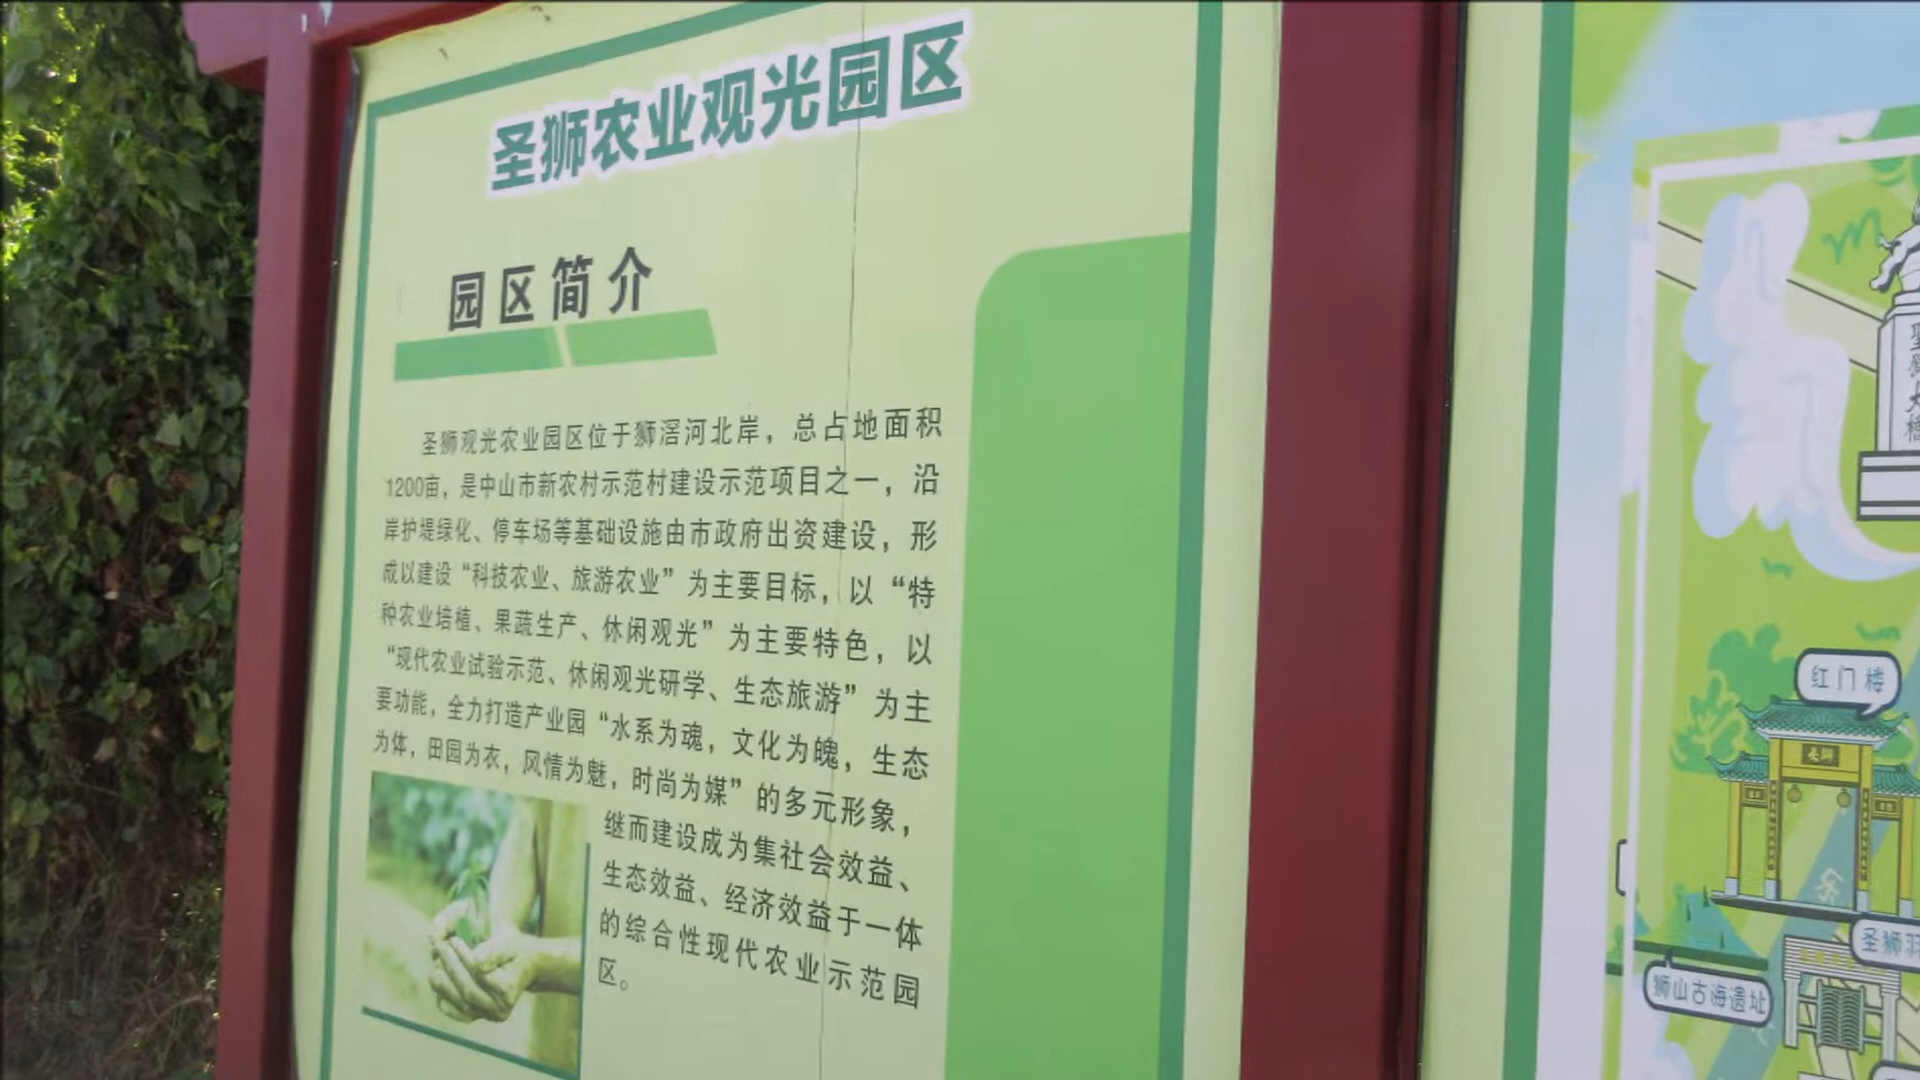 圣狮农业观光园区
园区简介
圣狮观光农业园区位于狮滘河北岸，总占地面积
1200亩，是中山市新农村示范村建设示范项目之一，沿
岸护堤绿化、停车场等基础设施由市政府出资建设，形
成以建设“科技农业、旅游农业”为主要目标，以“特
种农业培植、果蔬生产、休闲观光”为主要特色，以
“现代农业试验示范、休闲观光研学、生态旅游”为主
要功能，全力打造产业园“水系为魂，文化为魄，生态
为体，田园为衣，风情为魅，时尚为媒”的多元形象，
继而建设成为集社会效益、
生态效益、经济效益于一体
的综合性现代农业示范园
区。
红门楼
圣狮
狮山古海遗址